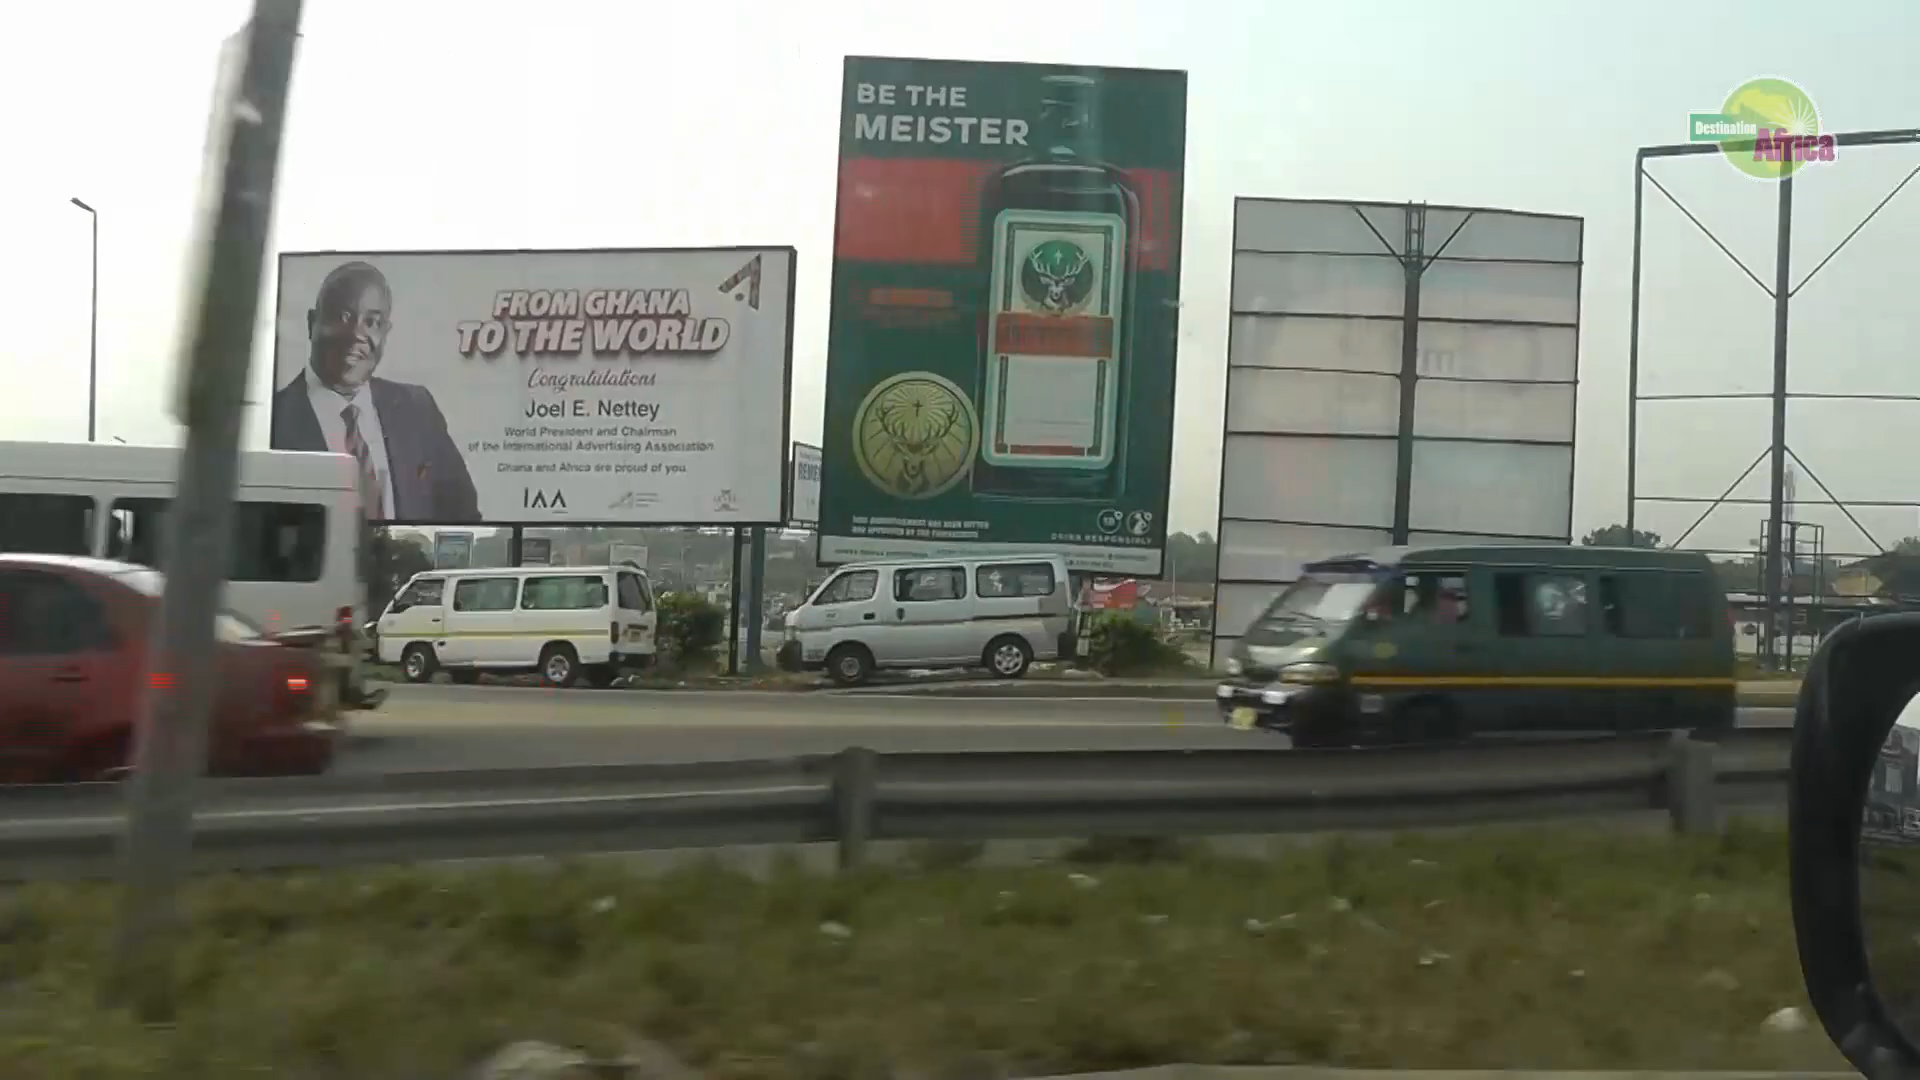 FROM GHANA
TO THE WORLD
Congratulations
Joel E. Nettey
World President and Chairman
of the International Advertising Association
Ghana and Africa are proud of you
IAA
BE THE
MEISTER
DRINK RESPONSIBLY
18
Destination
Africa